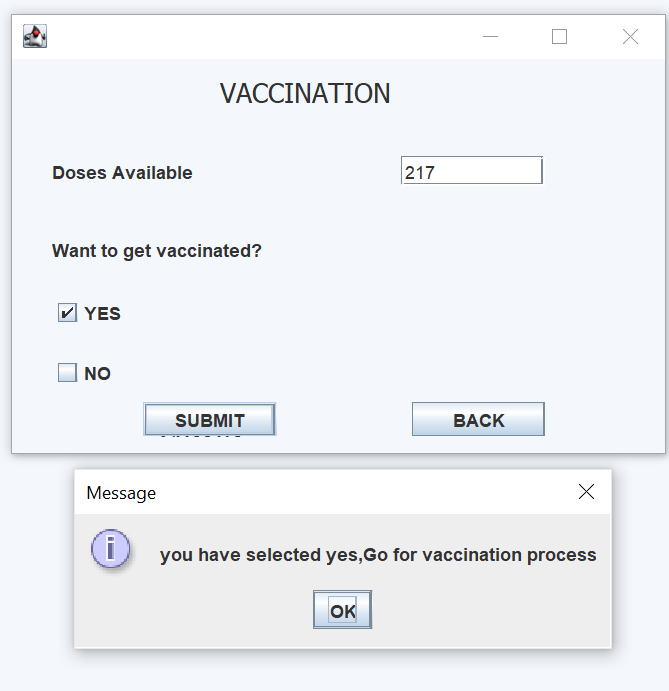 VACCINATION
Doses Available 217
Want to get vaccinated?
YES
NO
SUBMIT BACK
Message
you have selected yes,Go for vaccination process
OK